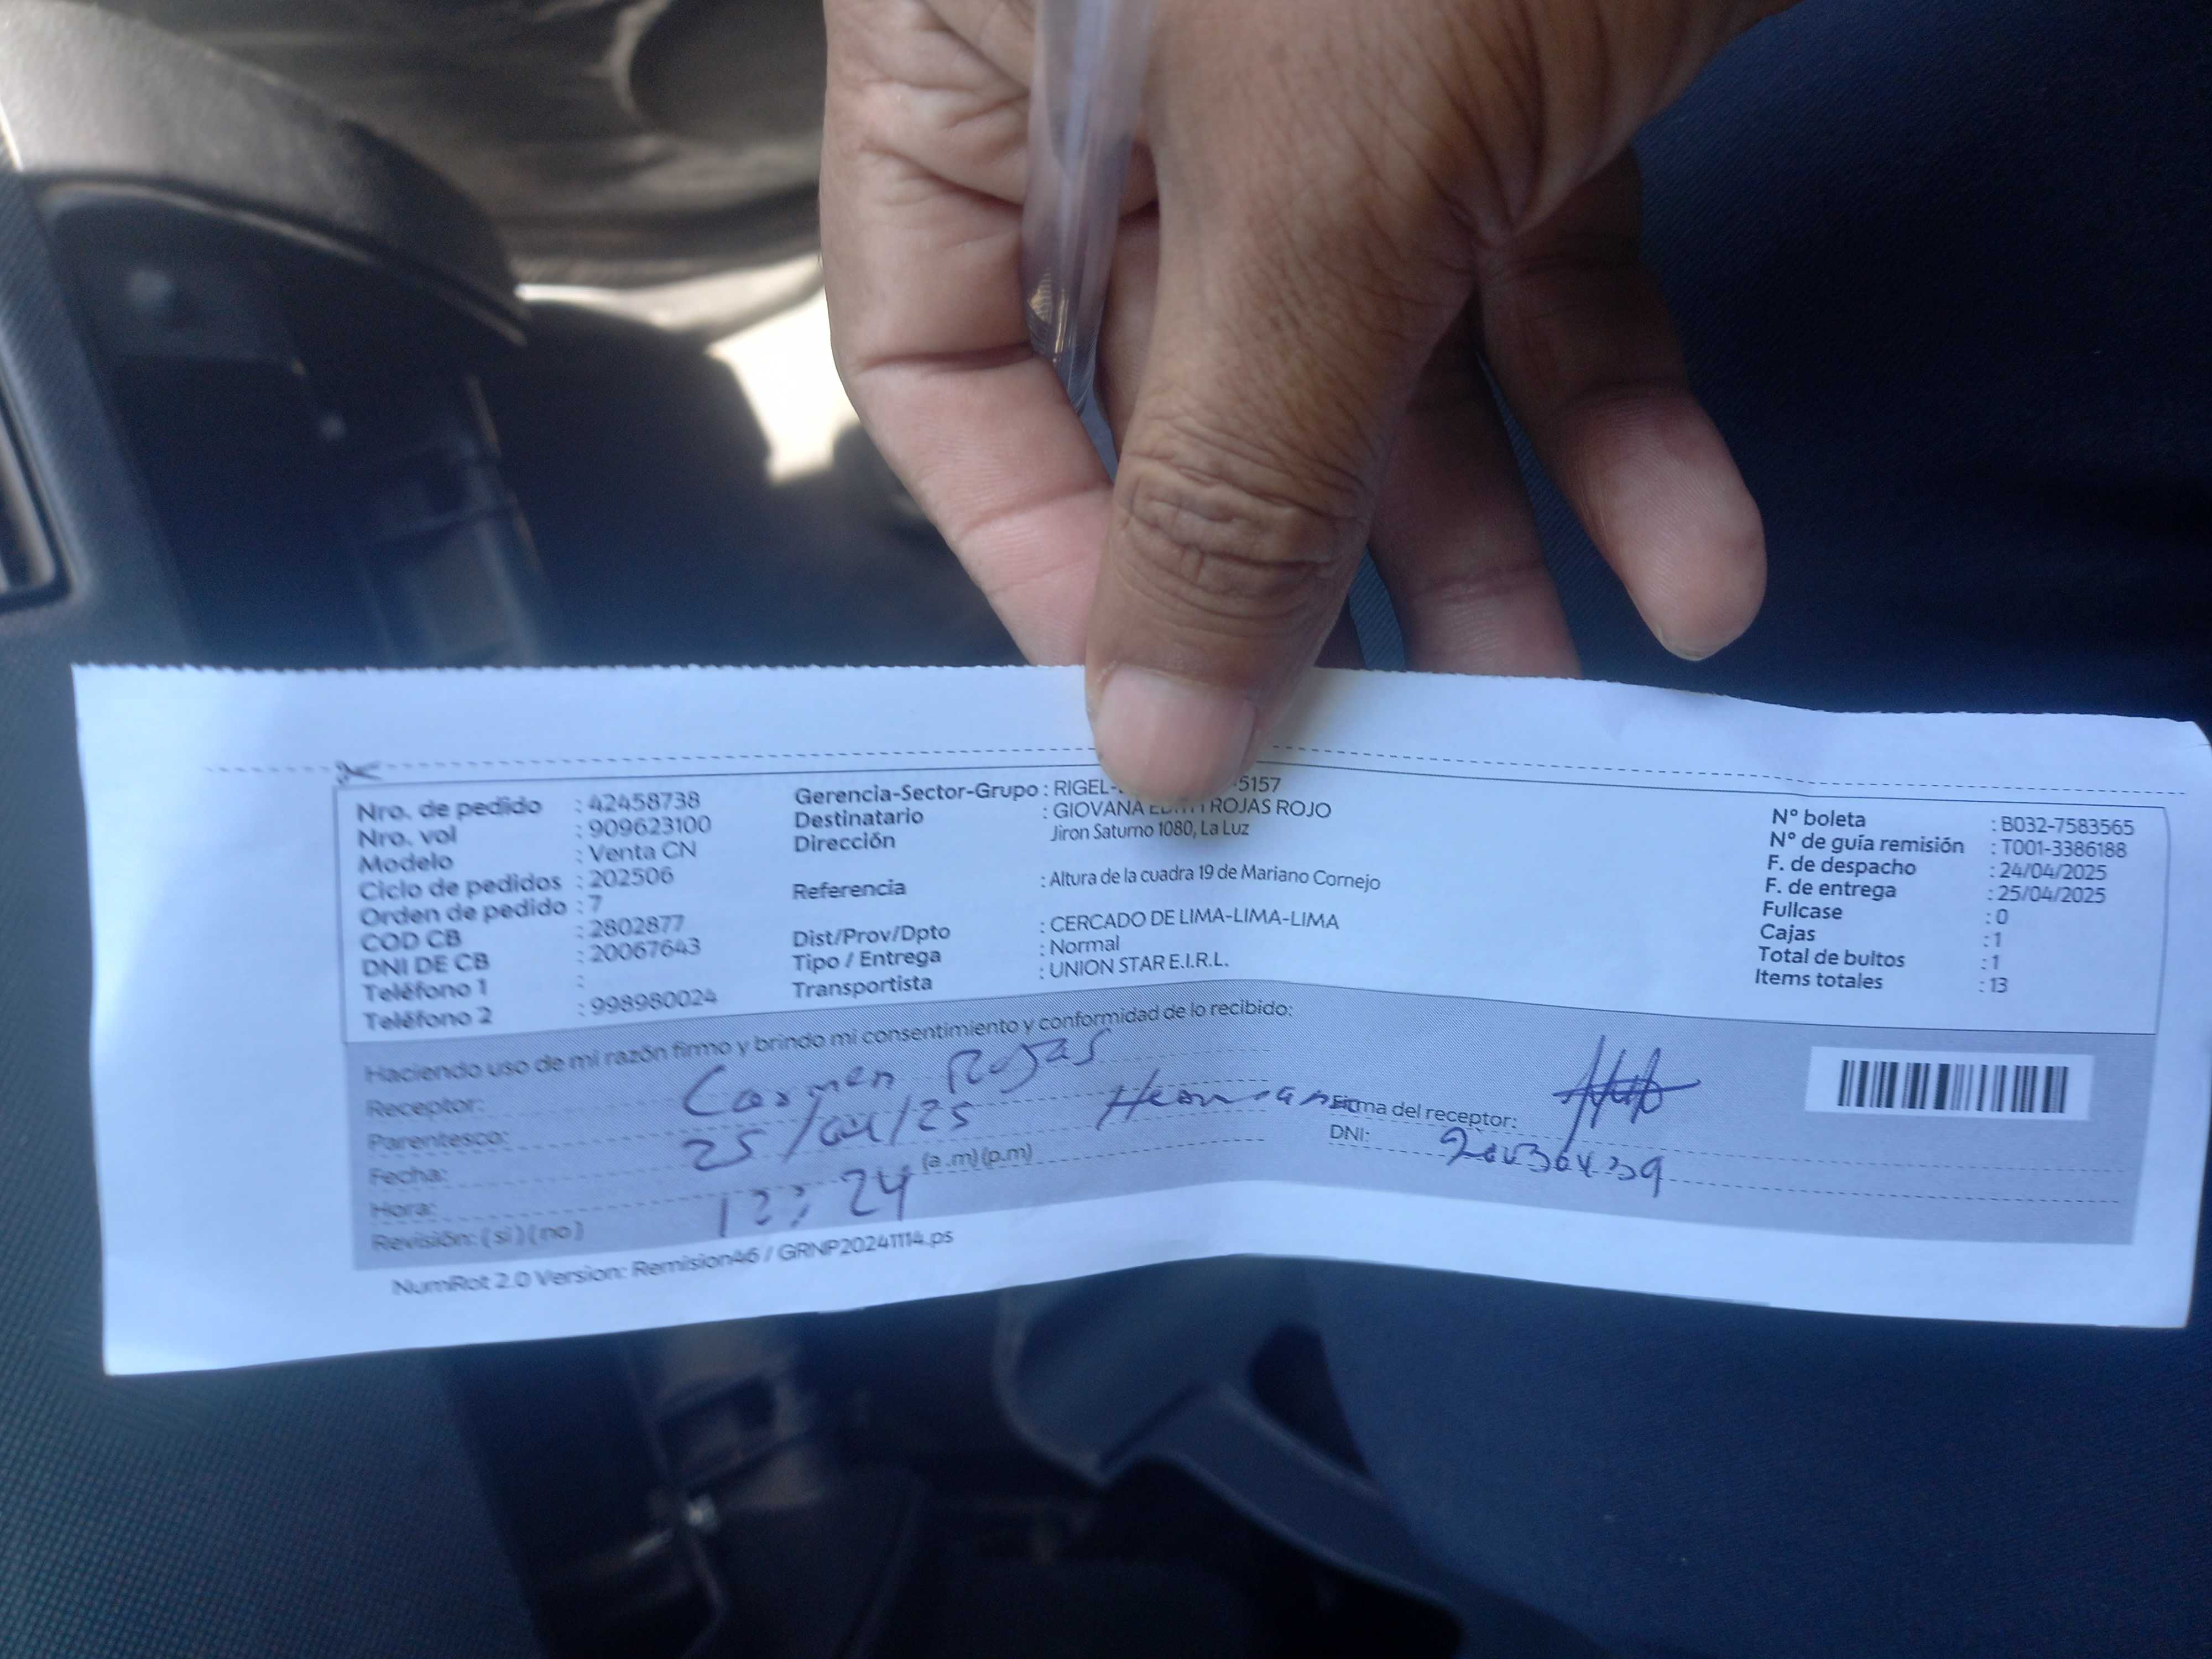 Nro. de pedido : 42458738
Nro. vol : 909623100
Modelo : Venta CN
Ciclo de pedidos : 202506
Orden de pedido : 7
COD CB : 2802877
DNI DE CB : 20067643
Teléfono 1 :
Teléfono 2 : 998980024
Gerencia-Sector-Grupo : RIGEL- -5157
Destinatario : GIOVANA ROJAS ROJO
Dirección Jiron Saturno 1080, La Luz
Referencia : Altura de la cuadra 19 de Mariano Cornejo
Dist/Prov/Dpto : CERCADO DE LIMA-LIMA-LIMA
Tipo / Entrega : Normal
Transportista : UNION STAR E.I.R.L.
N° boleta : B032-7583565
N° de guía remisión : T001-3386188
F. de despacho : 24/04/2025
F. de entrega : 25/04/2025
Fullcase : 0
Cajas : 1
Total de bultos : 1
Items totales : 13
Haciendo uso de mi razón firmo y brindo mi consentimiento y conformidad de lo recibido:
Receptor: Carmen Rojas
Parentesco: Hermana
Fecha: 25/04/25
Hora: (a .m) (p.m)
Revisión: ( si ) ( no )
Firma del receptor:
DNI:
NumRot 2.0 Version: Remision46 / GRNP20241114.ps